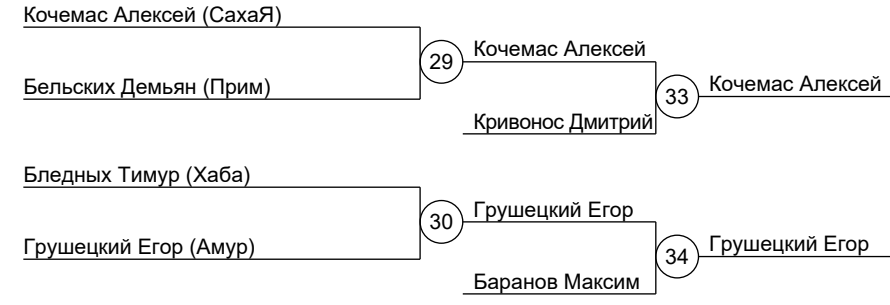 Кочемас Алексей (СахаЯ)
29
Кочемас Алексей
Бельских Демьян (Прим)
33
Кочемас Алексей
Кривонос Дмитрий
Бледных Тимур (Хаба)
30
Грушецкий Егор
Грушецкий Егор (Амур)
34
Грушецкий Егор
Баранов Максим